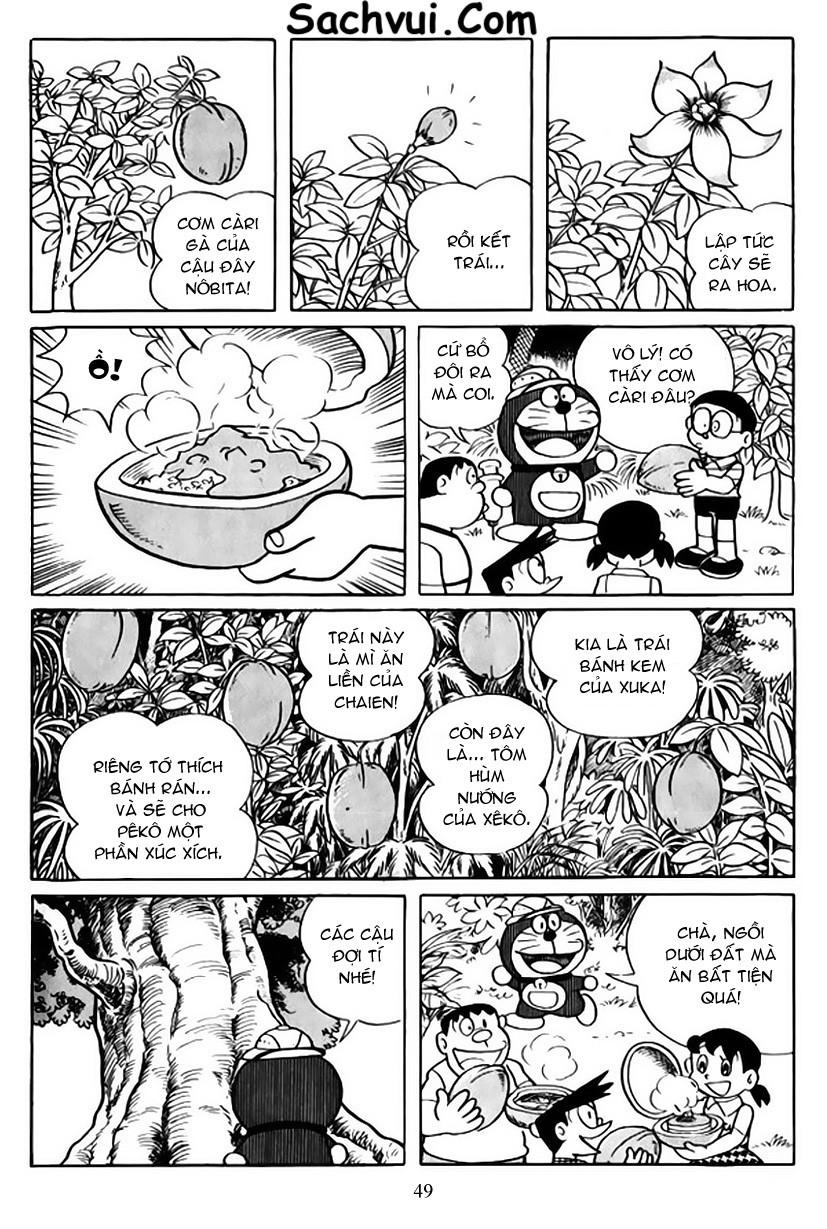 Sachvui.Com
LẬP TỨC
CÂY SẼ
RA HOA.
RỒI KẾT
TRÁI...
CƠM CÀRI
GÀ CỦA
CẬU ĐÂY
NÔBITA!
VÔ LÝ! CÓ
THẤY CƠM
CÀRI ĐÂU?
CỨ BỔ
ĐÔI RA
MÀ COI.
Ồ!
KIA LÀ TRÁI
BÁNH KEM
CỦA XUKA!
TRÁI NÀY
LÀ MÌ ĂN
LIỀN CỦA
CHAIEN!
CÒN ĐÂY
LÀ... TÔM
HÙM
NƯỚNG
CỦA XÊKÔ.
RIÊNG TỚ THÍCH
BÁNH RÁN...
VÀ SẼ CHO
PÊKÔ MỘT
PHẦN XÚC XÍCH.
CHÀ, NGỒI
DƯỚI ĐẤT MÀ
ĂN BẤT TIỆN
QUÁ!
CÁC CẬU
ĐỢI TÍ
NHÉ!
49